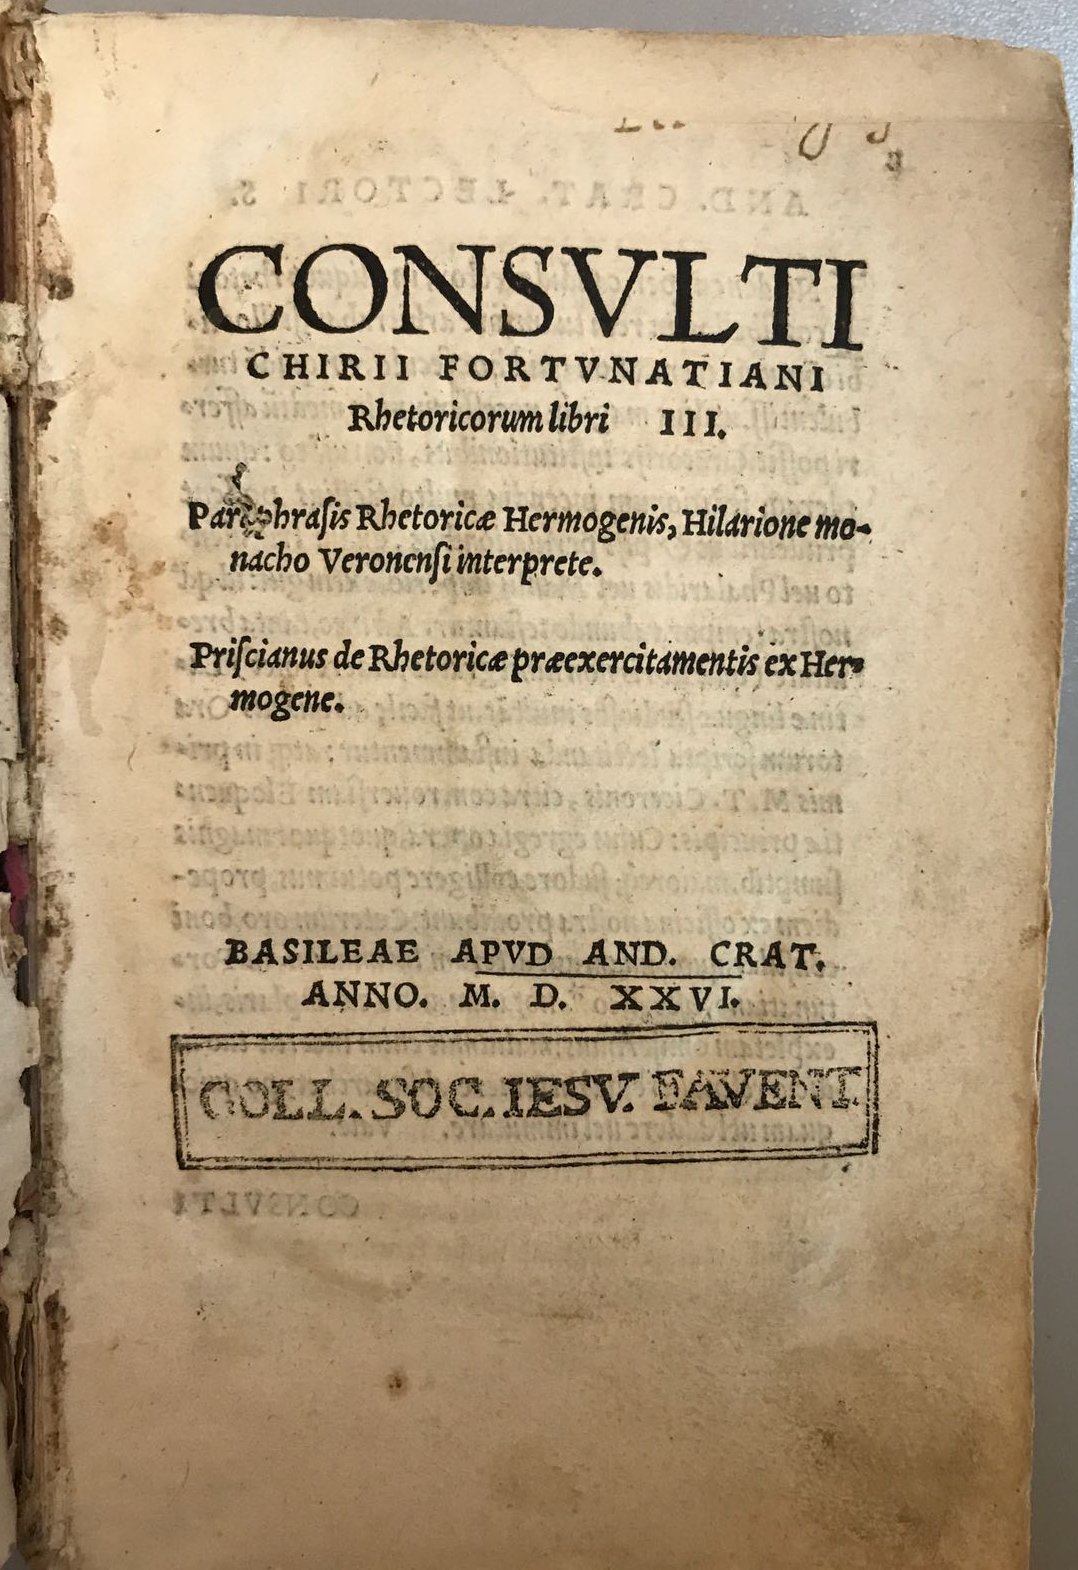 CONSVLTI
CHIRII FORTVNATIANI
Rhetoricorum libri III.
Paraphraſis Rhetoricæ Hermogenis, Hilarione mo-
nacho Veronenſi interprete.
Priſcianus de Rhetoricæ præexercitamentis ex Her-
mogene.
BASILEAE APVD AND. CRAT.
ANNO. M. D. XXVI.
COLL. SOC. IESV. FAVENT.